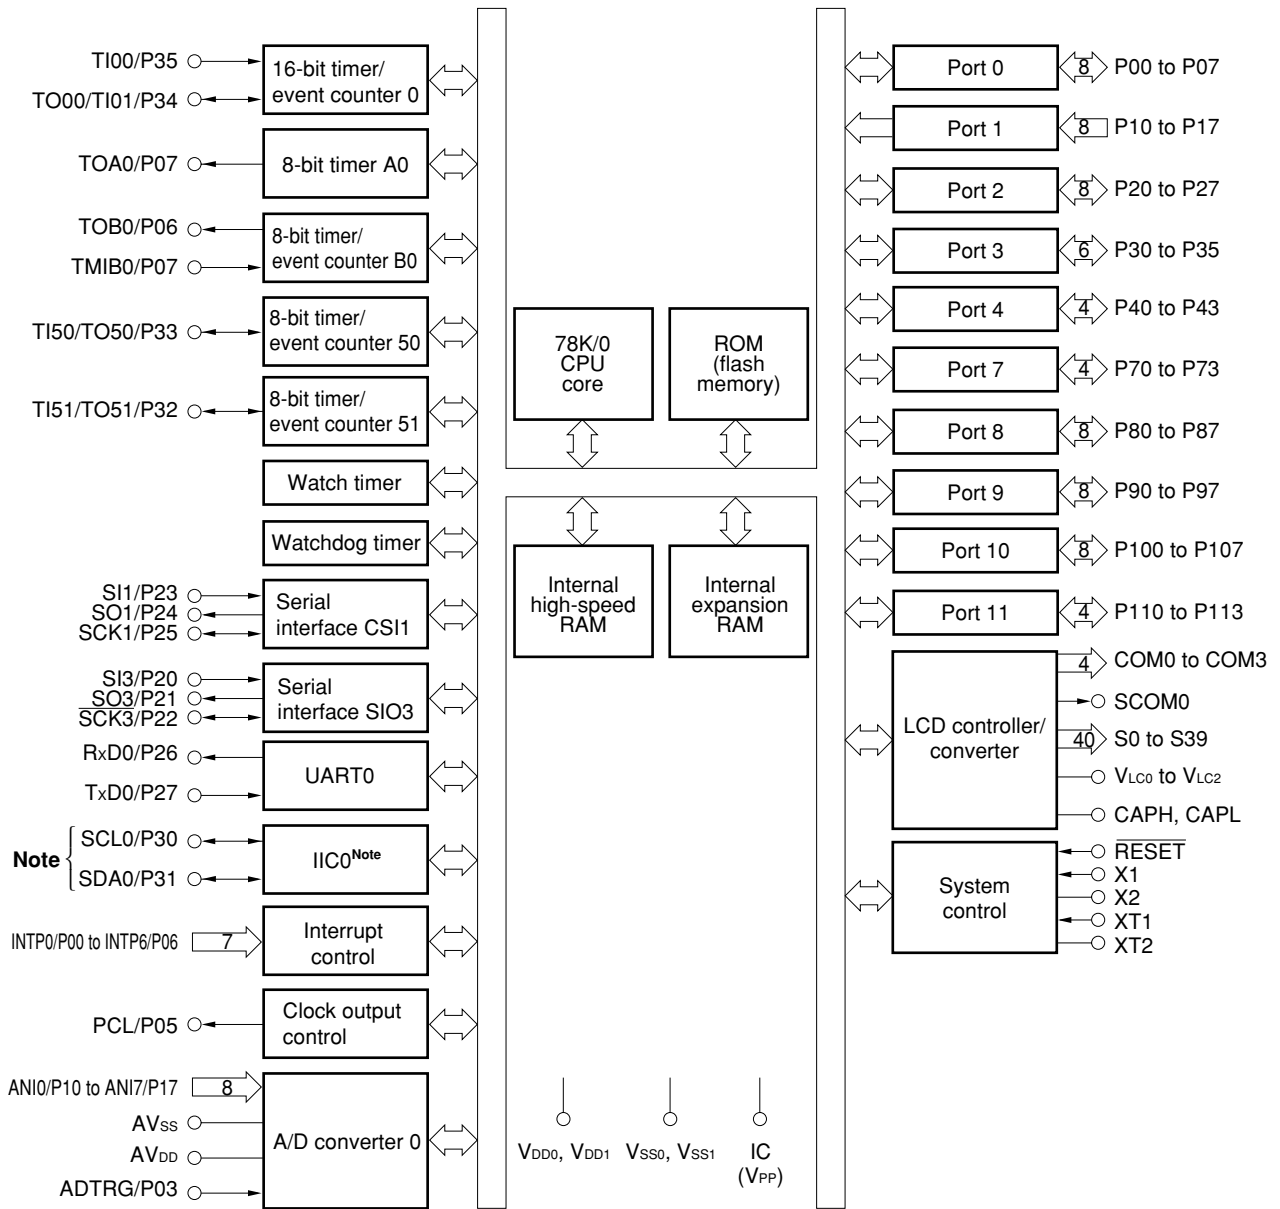 TI00/P35
TO00/TI01/P34
16-bit timer/
event counter 0
TOA0/P07
8-bit timer A0
TOB0/P06
TMIB0/P07
8-bit timer/
event counter B0
TI50/TO50/P33
8-bit timer/
event counter 50
TI51/TO51/P32
8-bit timer/
event counter 51
Watch timer
Watchdog timer
SI1/P23
SO1/P24
SCK1/P25
Serial
interface CSI1
SI3/P20
SO3/P21
SCK3/P22
Serial
interface SIO3
RxD0/P26
TxD0/P27
UART0
Note
SCL0/P30
SDA0/P31
IIC0Note
INTP0/P00 to INTP6/P06
7
Interrupt
control
PCL/P05
Clock output
control
ANI0/P10 to ANI7/P17
8
AVSS
AVDD
ADTRG/P03
A/D converter 0
78K/0
CPU
core
ROM
(flash
memory)
Internal
high-speed
RAM
Internal
expansion
RAM
VDD0, VDD1
VSS0, VSS1
IC
(VPP)
Port 0
8
P00 to P07
Port 1
8
P10 to P17
Port 2
8
P20 to P27
Port 3
6
P30 to P35
Port 4
4
P40 to P43
Port 7
4
P70 to P73
Port 8
8
P80 to P87
Port 9
8
P90 to P97
Port 10
8
P100 to P107
Port 11
4
P110 to P113
LCD controller/
converter
4
COM0 to COM3
SCOM0
40
S0 to S39
VLC0 to VLC2
CAPH, CAPL
System
control
RESET
X1
X2
XT1
XT2